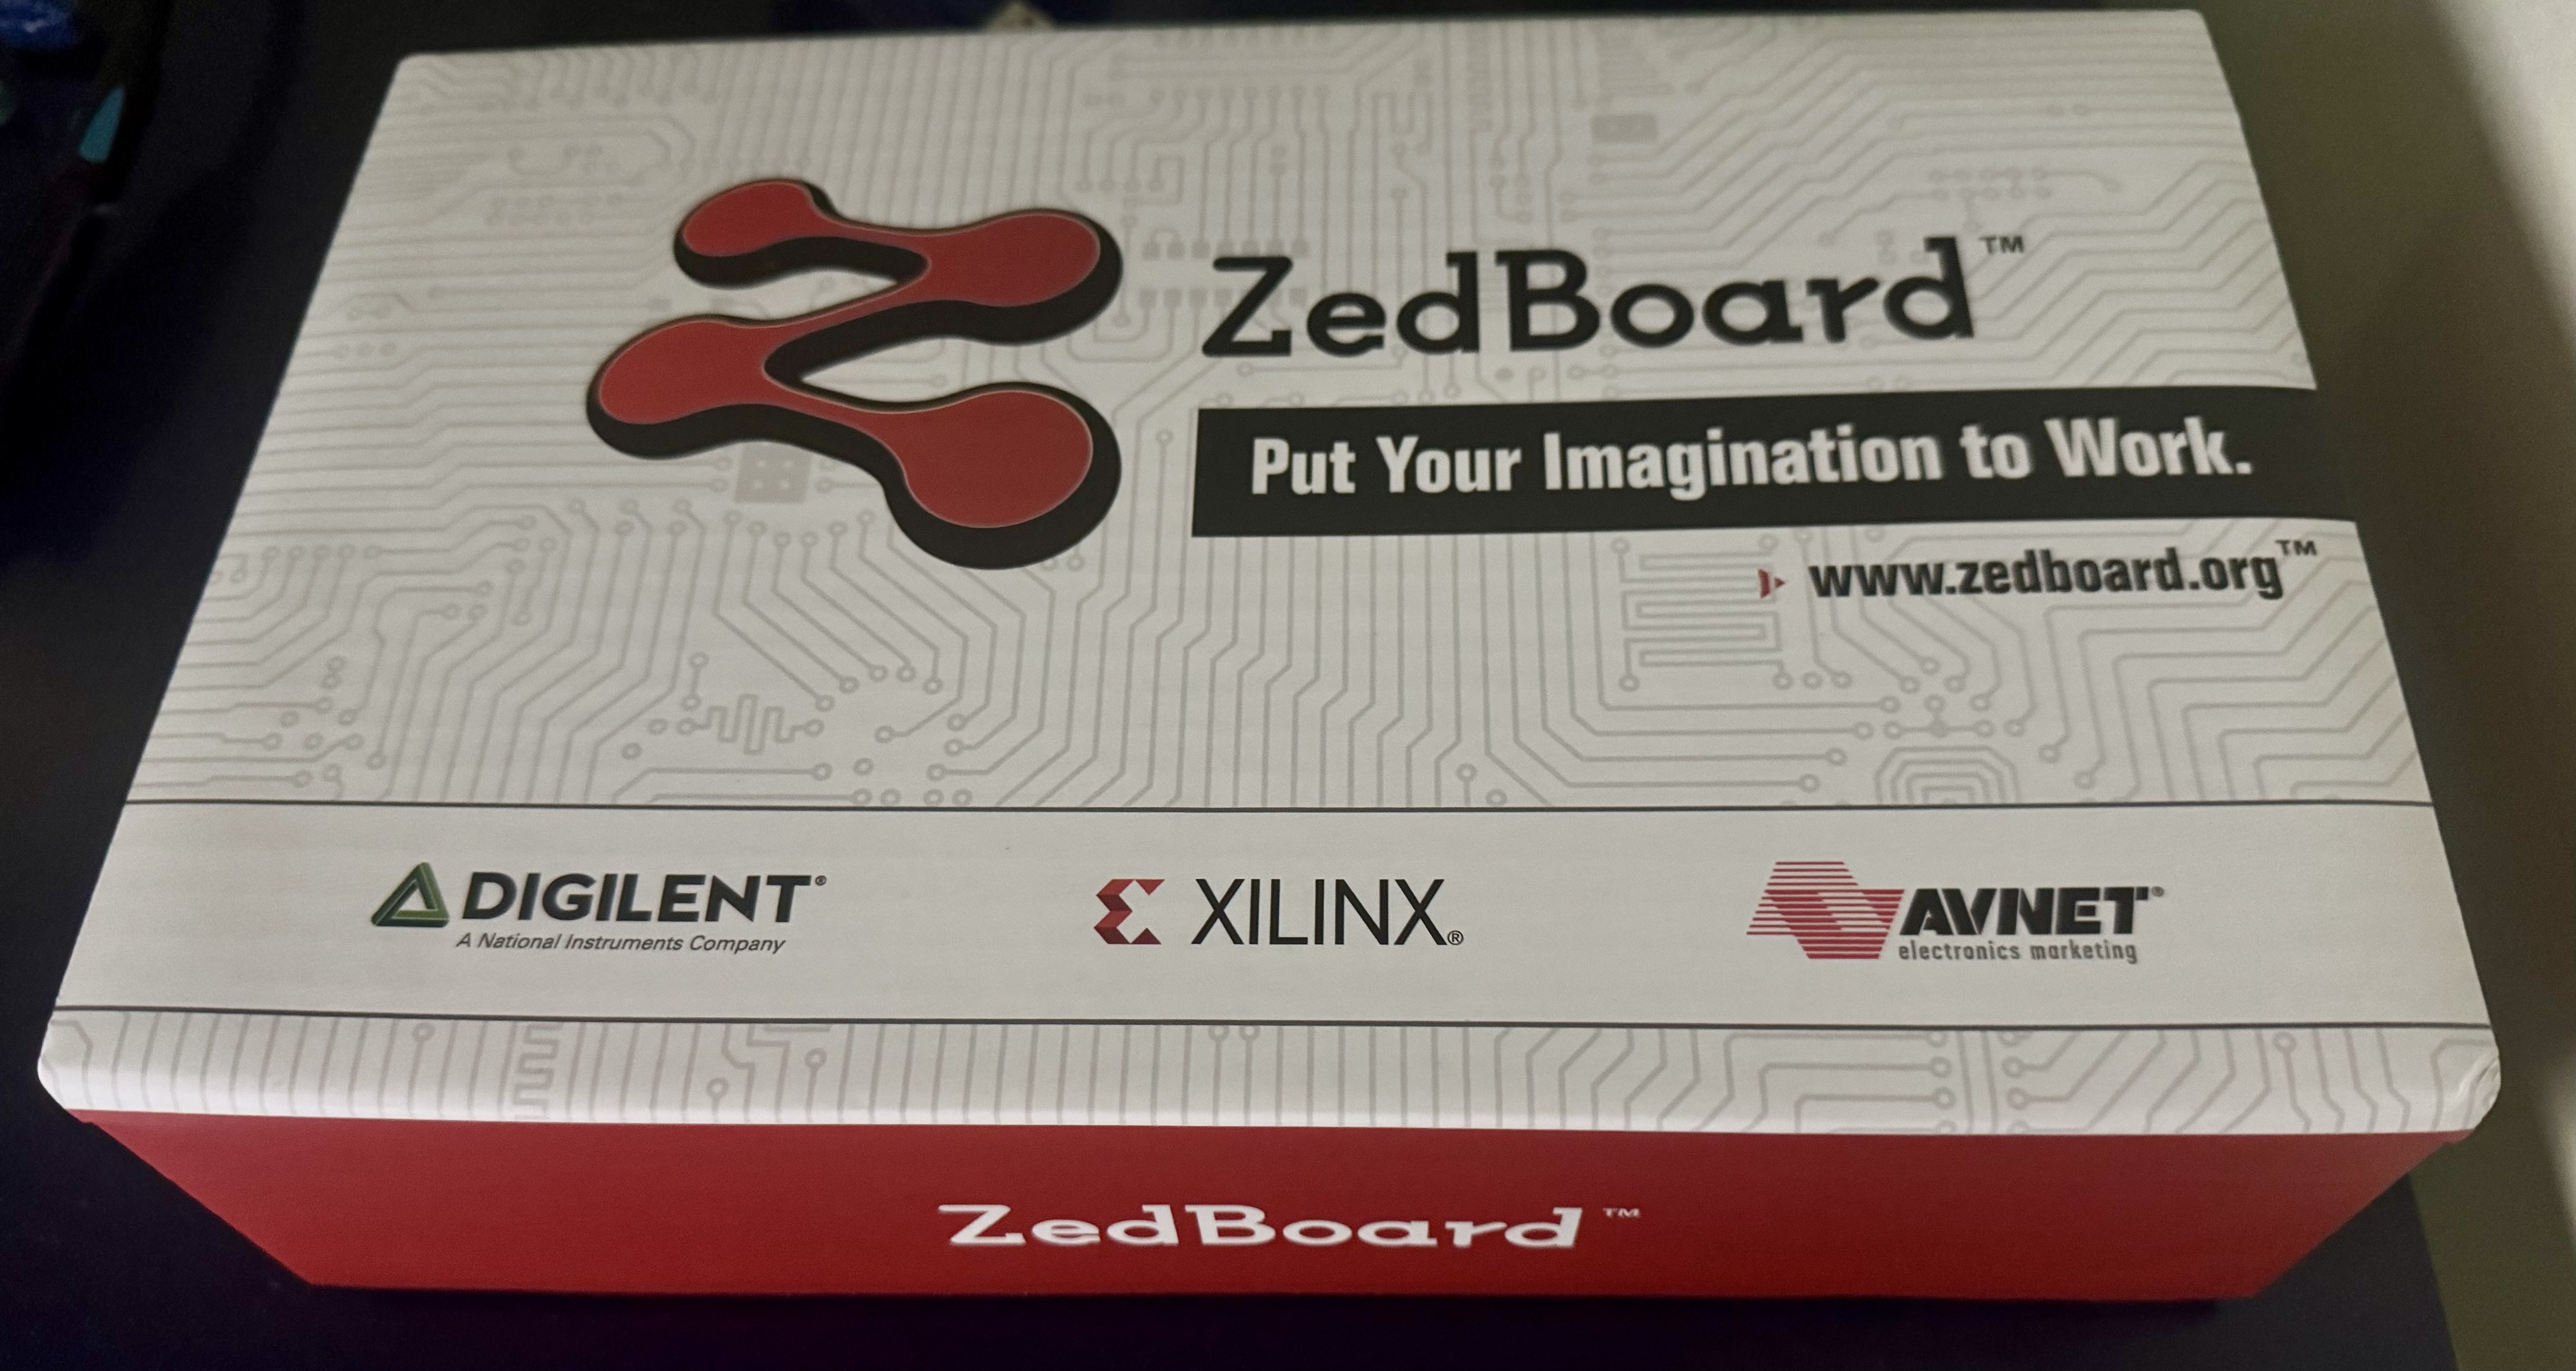 ZedBoard™
Put Your Imagination to Work.
www.zedboard.org™
DIGILENT®
A National Instruments Company
XILINX®
AVNET®
electronics marketing
ZedBoard™